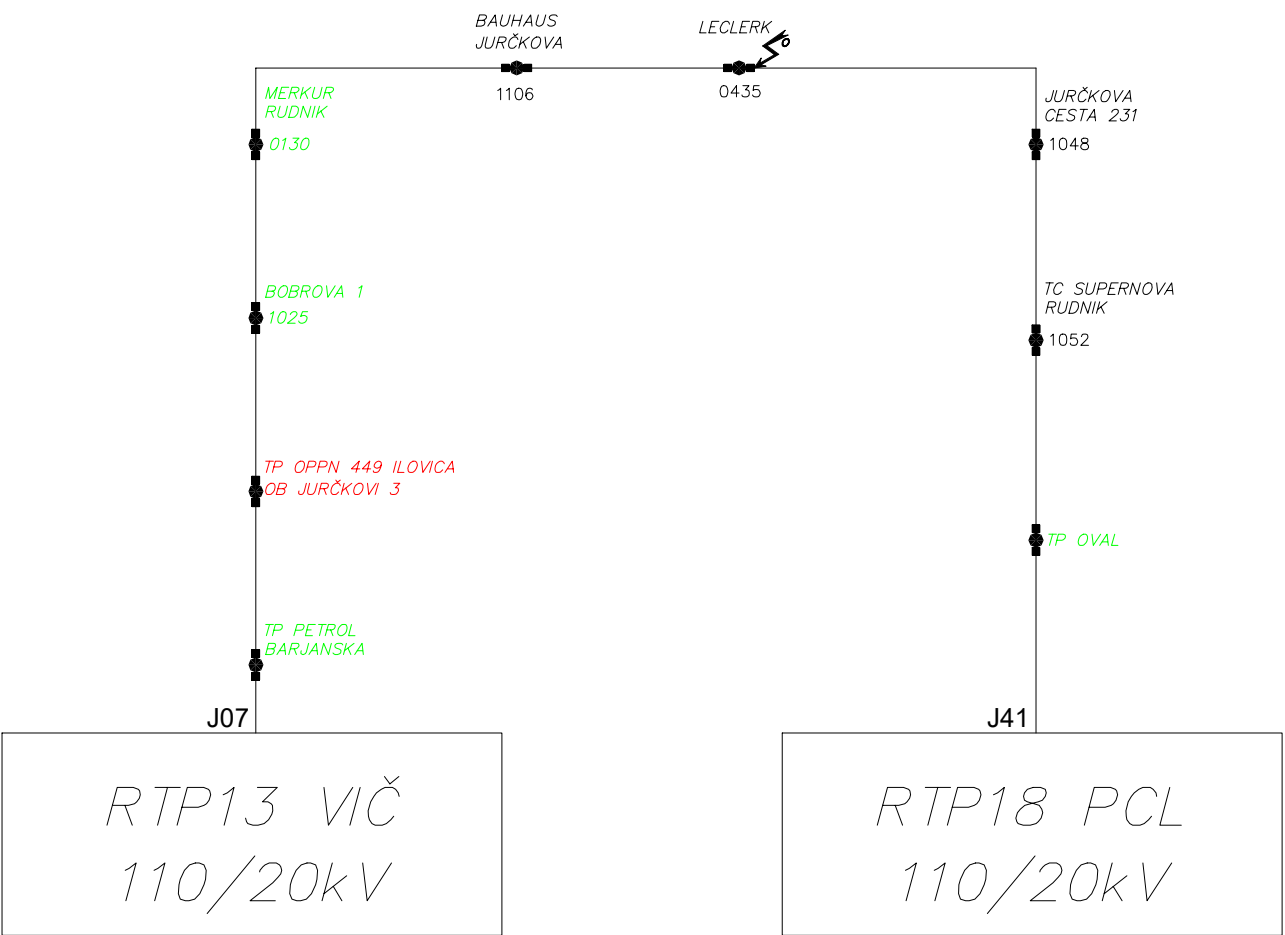 BAUHAUS
JURČKOVA
1106
LECLERK
0435
MERKUR
RUDNIK
0130
JURČKOVA
CESTA 231
1048
BOBROVA 1
1025
TC SUPERNOVA
RUDNIK
1052
TP OPPN 449 ILOVICA
OB JURČKOVI 3
TP OVAL
TP PETROL
BARJANSKA
J07
J41
RTP13 VIČ
110/20kV
RTP18 PCL
110/20kV